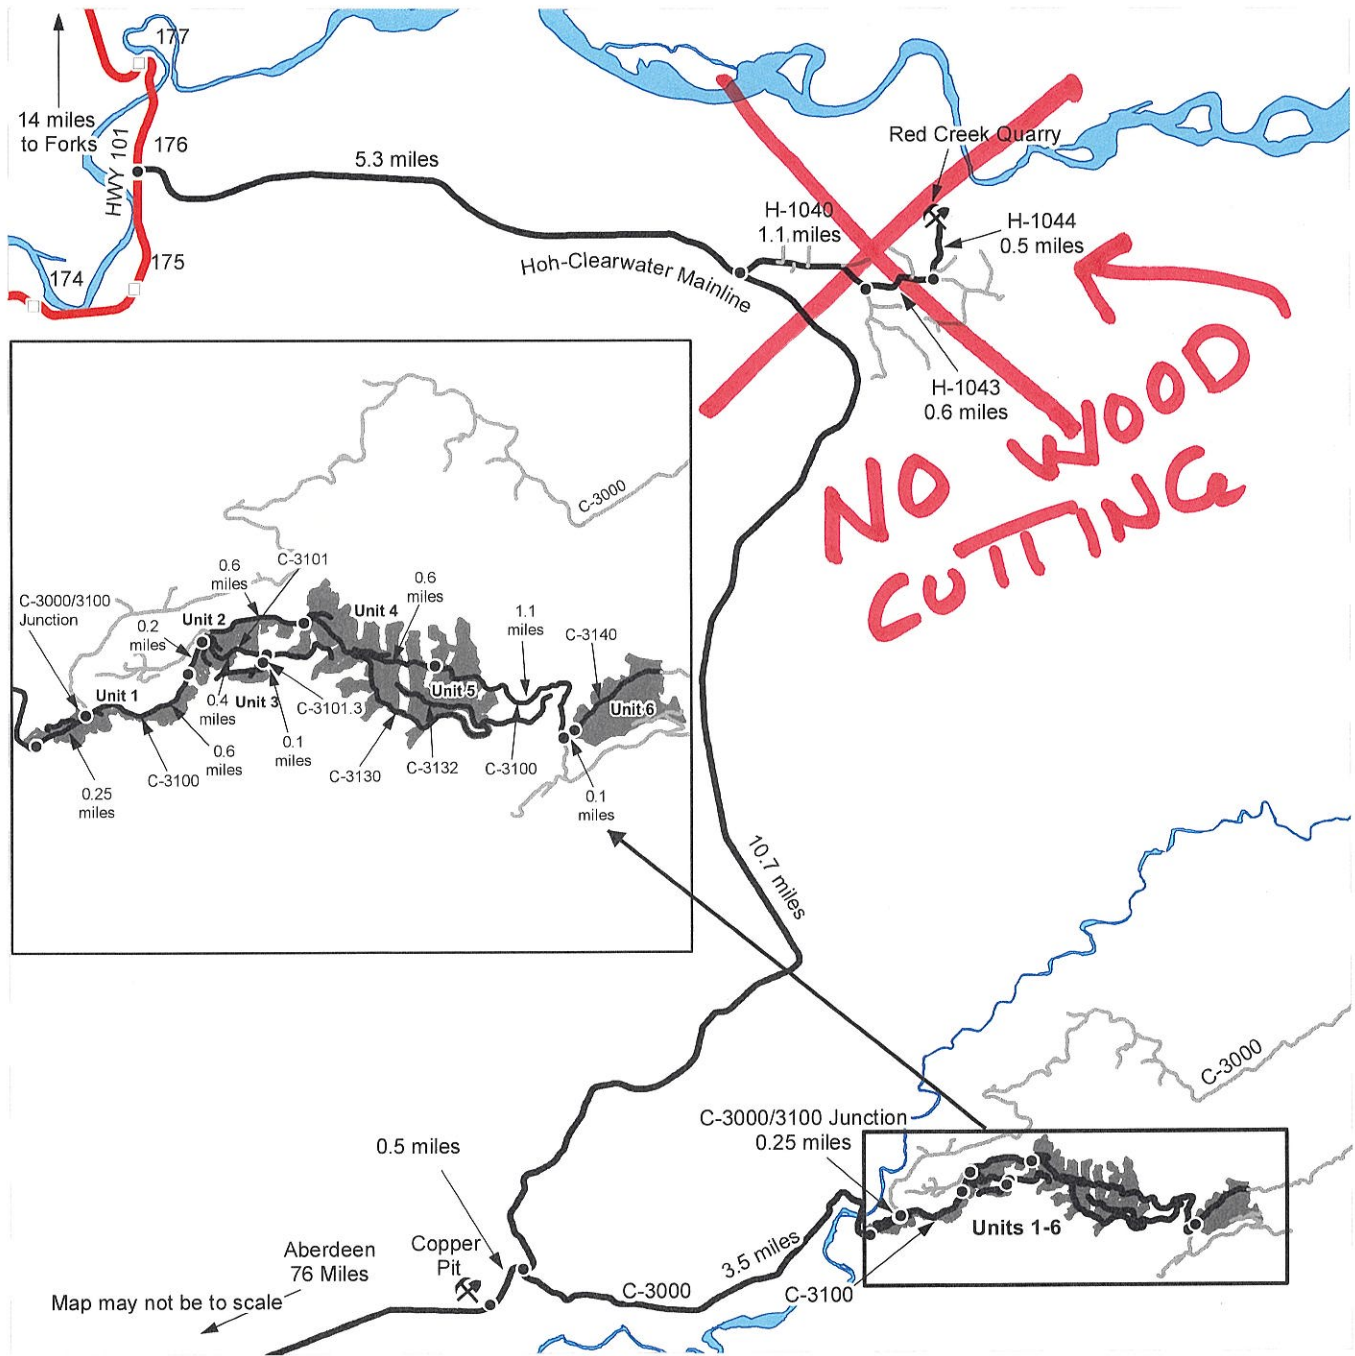 177
14 miles
to Forks
HWY 101
176
5.3 miles
Red Creek Quarry
H-1040
1.1 miles
H-1044
0.5 miles
175
174
Hoh-Clearwater Mainline
H-1043
0.6 miles
NO WOOD
CUTTING
C-3000
C-3101
0.6
miles
0.6
miles
C-3000/3100
Junction
Unit 2
Unit 4
0.2
miles
1.1
miles
C-3140
Unit 1
0.4
miles
Unit 3
C-3101.3
Unit 5
Unit 6
0.6
miles
0.1
miles
C-3100
C-3130
C-3132
C-3100
0.25
miles
0.1
miles
10.7 miles
C-3000
C-3000/3100 Junction
0.25 miles
0.5 miles
Units 1-6
Aberdeen
76 Miles
Copper
Pit
3.5 miles
C-3000
C-3100
Map may not be to scale